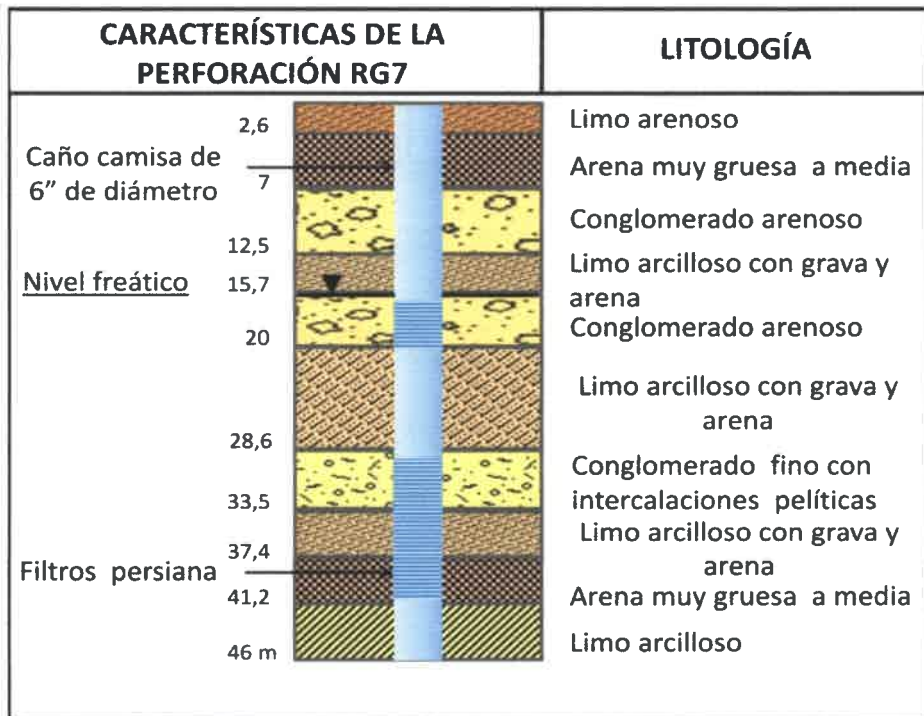 CARACTERÍSTICAS DE LA
PERFORACIÓN RG7
LITOLOGÍA
2,6
Limo arenoso
Caño camisa de
6” de diámetro
Arena muy gruesa a media
7
Conglomerado arenoso
12,5
Limo arcilloso con grava y
arena
Nivel freático
15,7
Conglomerado arenoso
20
Limo arcilloso con grava y
arena
28,6
Conglomerado fino con
intercalaciones pelíticas
33,5
Limo arcilloso con grava y
arena
37,4
Filtros persiana
Arena muy gruesa a media
41,2
Limo arcilloso
46 m